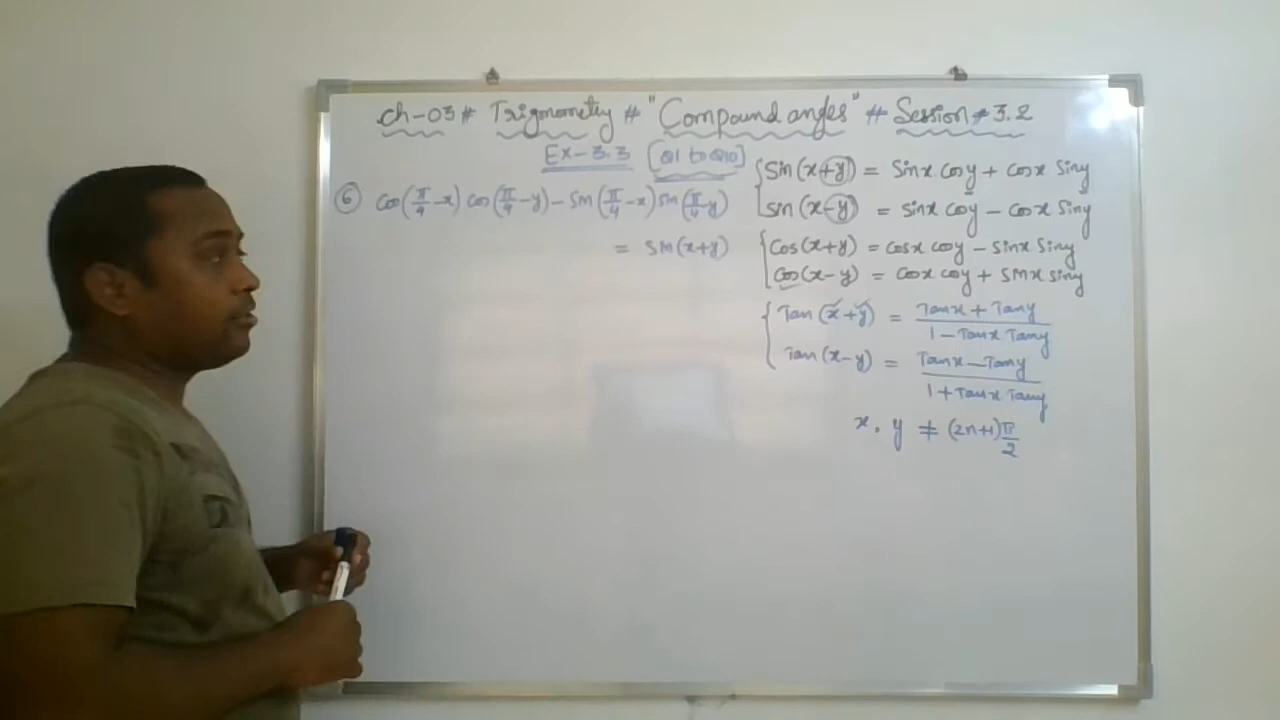 Ch-03 # Trignometry # "Compound angles" # Session # 3.2
Ex-3.3 [Q1 to Q10]
⑥ cos(π/4 - x) cos(π/4 - y) - sin(π/4 - x) sin(π/4 - y)
= sin(x+y)
Sin(x+y) = Sinx cosy + cosx siny
sin(x-y) = sinx cosy - cosx siny
Cos(x+y) = cosx cosy - sinx siny
cos(x-y) = cosx cosy + sinx siny
Tan(x+y) = Tanx + Tany / 1 - Tanx Tany
Tan(x-y) = Tanx - Tany / 1 + Tanx Tany
x, y ≠ (2n+1)π/2